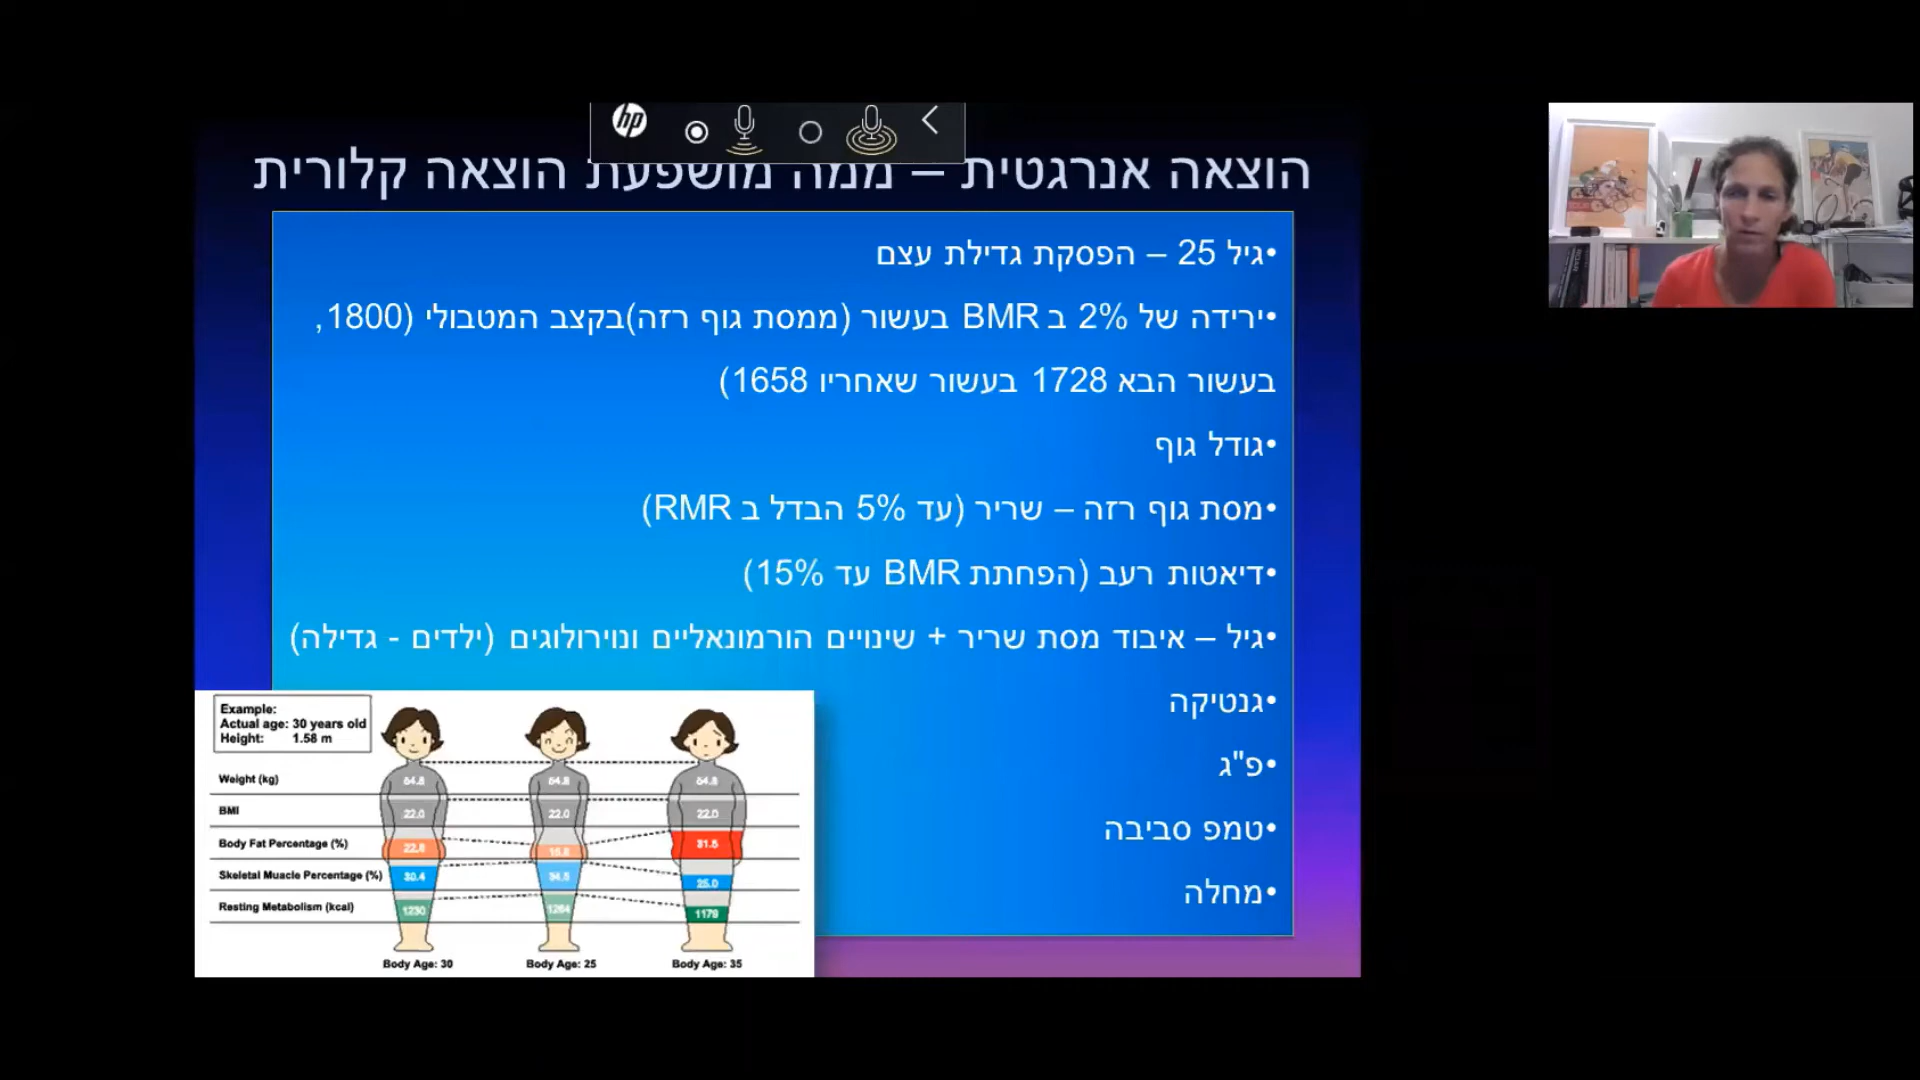 hp
הוצאה אנרגטית – ממה מושפעת הוצאה קלורית
•גיל 25 – הפסקת גדילת עצם
•ירידה של 2% ב BMR בעשור (ממסת גוף רזה)בקצב המטבולי (1800,
בעשור הבא 1728 בעשור שאחריו 1658)
•גודל גוף
•מסת גוף רזה – שריר (עד 5% הבדל ב RMR)
•דיאטות רעב (הפחתת BMR עד 15%)
•גיל – איבוד מסת שריר + שינויים הורמונאליים ונוירולוגים (ילדים - גדילה)
•גנטיקה
•פ"ג
•טמפ סביבה
•מחלה
Example:
Actual age: 30 years old
Height: 1.58 m
Weight (kg) 64.8 64.8 64.8
BMI 22.0 22.0 22.0
Body Fat Percentage (%) 22.8 31.5
Skeletal Muscle Percentage (%) 30.4 34.5 25.0
Resting Metabolism (kcal) 1230 1264 1179
Body Age: 30 Body Age: 25 Body Age: 35